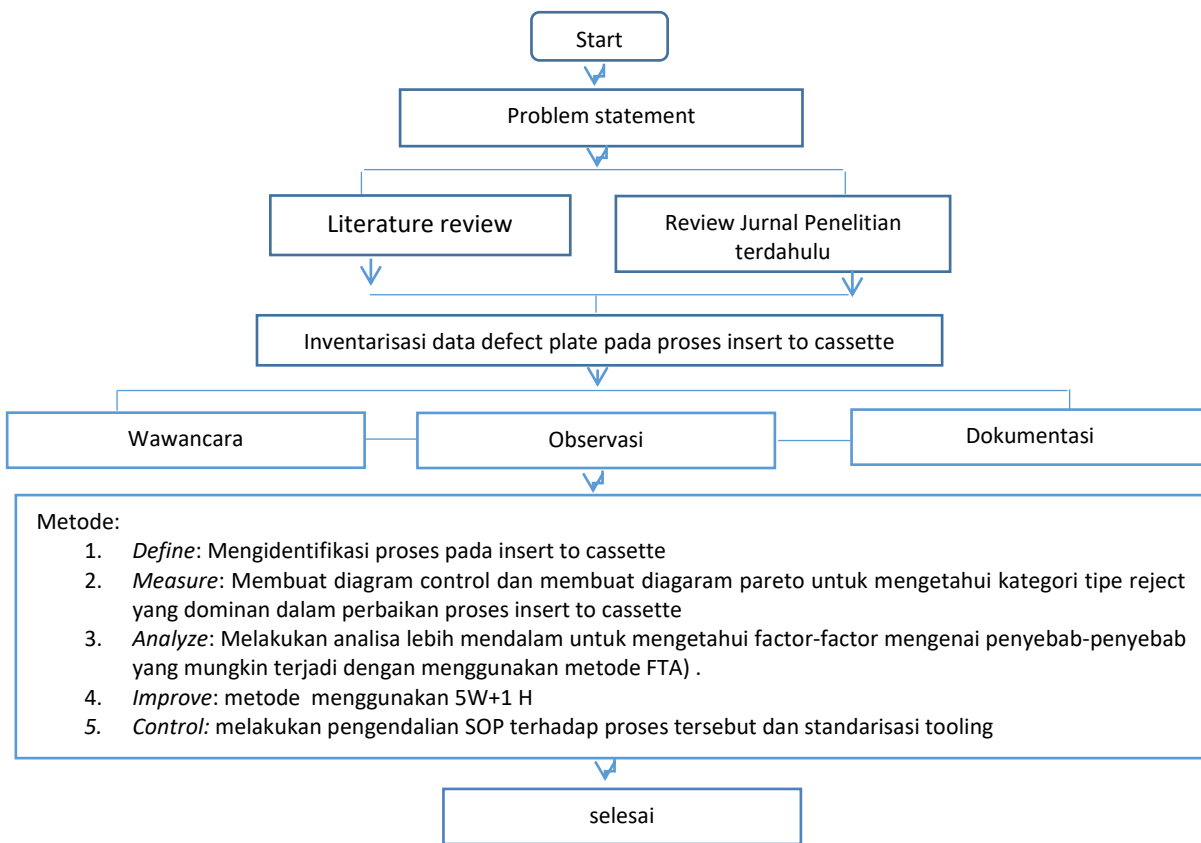 Start
Problem statement
Literature review
Review Jurnal Penelitian
terdahulu
Inventarisasi data defect plate pada proses insert to cassette
Wawancara
Observasi
Dokumentasi
Metode:
1. Define: Mengidentifikasi proses pada insert to cassette
2. Measure: Membuat diagram control dan membuat diagaram pareto untuk mengetahui kategori tipe reject
yang dominan dalam perbaikan proses insert to cassette
3. Analyze: Melakukan analisa lebih mendalam untuk mengetahui factor-factor mengenai penyebab-penyebab
yang mungkin terjadi dengan menggunakan metode FTA) .
4. Improve: metode  menggunakan 5W+1 H
5. Control: melakukan pengendalian SOP terhadap proses tersebut dan standarisasi tooling
selesai